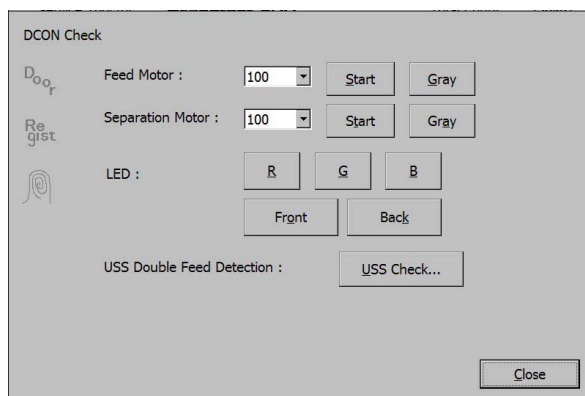 DCON Check
Door
Feed Motor : 100 Start Gray
Regist
Separation Motor : 100 Start Gray
LED : R G B
Front Back
USS Double Feed Detection : USS Check...
Close